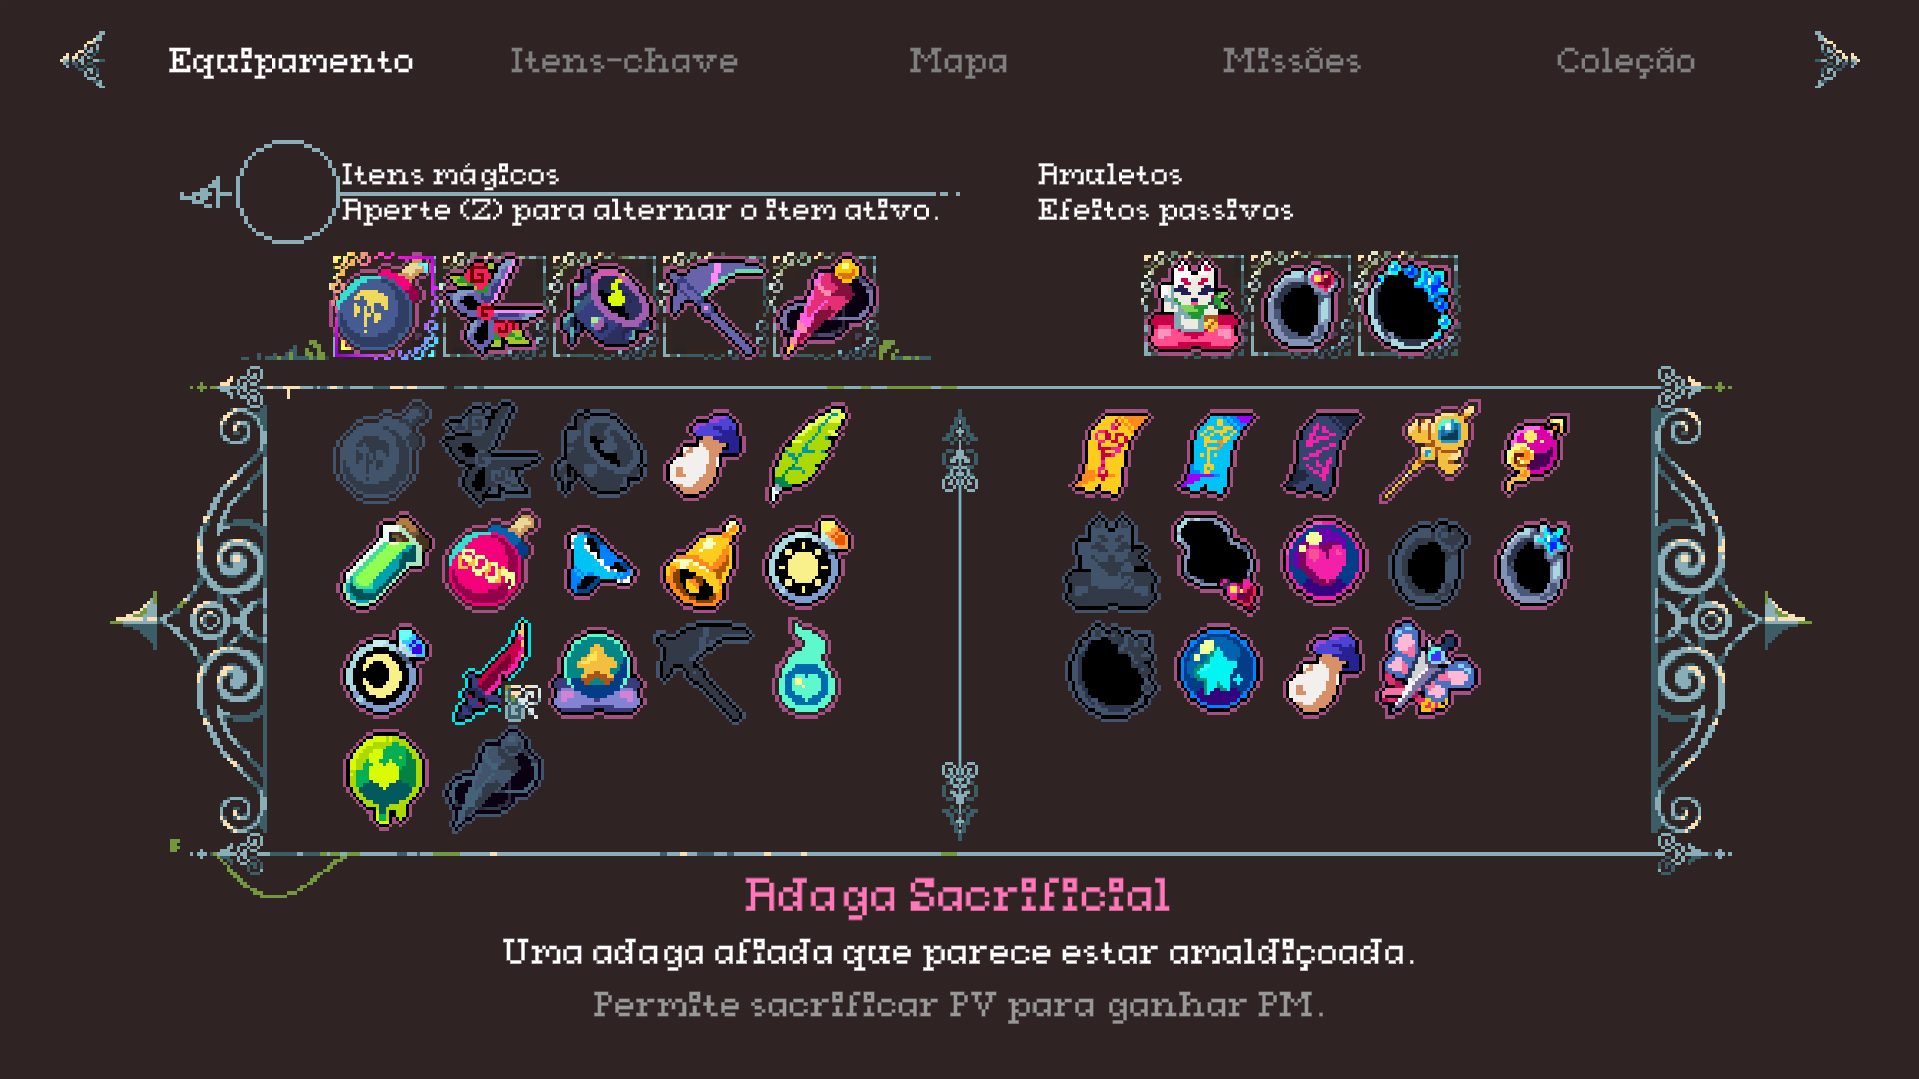 Equipamento
Itens-chave
Mapa
Missões
Coleção
Itens mágicos
Aperte (Z) para alternar o item ativo.
Amuletos
Efeitos passivos
BOOM
Adaga Sacrificial
Uma adaga afiada que parece estar amaldiçoada.
Permite sacrificar PV para ganhar PM.